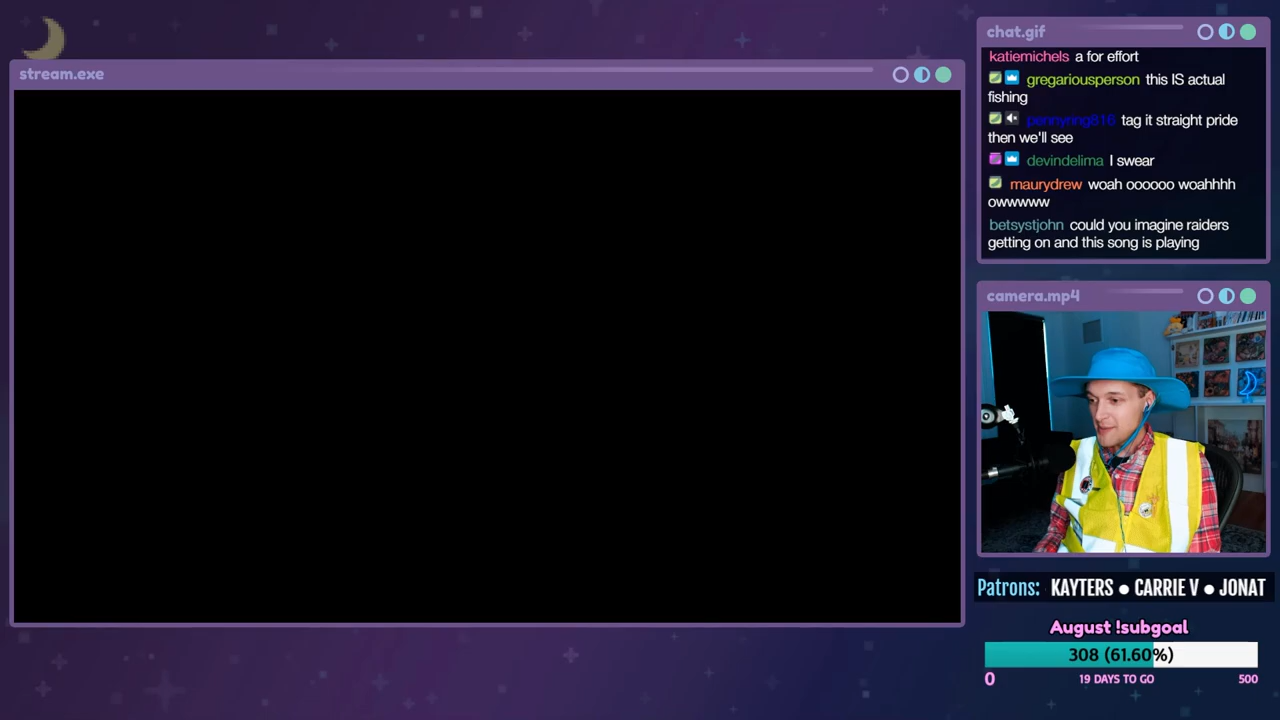 stream.exe
chat.gif
katiemichels a for effort
gregariousperson this IS actual
fishing
pennyring816 tag it straight pride
then we'll see
devindelima I swear
maurydrew woah oooooo woahhhh
owwwww
betsystjohn could you imagine raiders
getting on and this song is playing
camera.mp4
Patrons: KAYTERS ● CARRIE V ● JONAT
August !subgoal
308 (61.60%)
0 19 DAYS TO GO 500